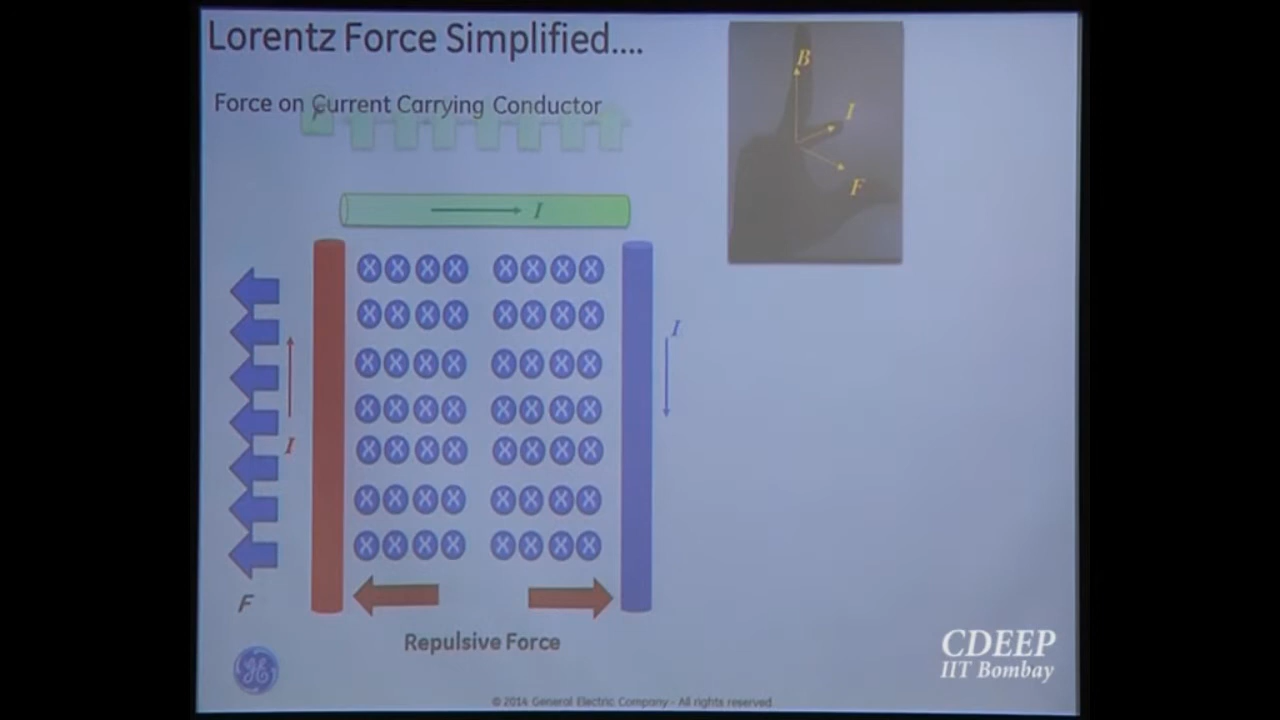 Lorentz Force Simplified....
Force on Current Carrying Conductor
F
B
I
F
I
X X X X X X X X
X X X X X X X X
I
X X X X X X X X
X X X X X X X X
I
X X X X X X X X
X X X X X X X X
X X X X X X X X
F
Repulsive Force
GE
CDEEP
IIT Bombay
© 2014 General Electric Company - All rights reserved